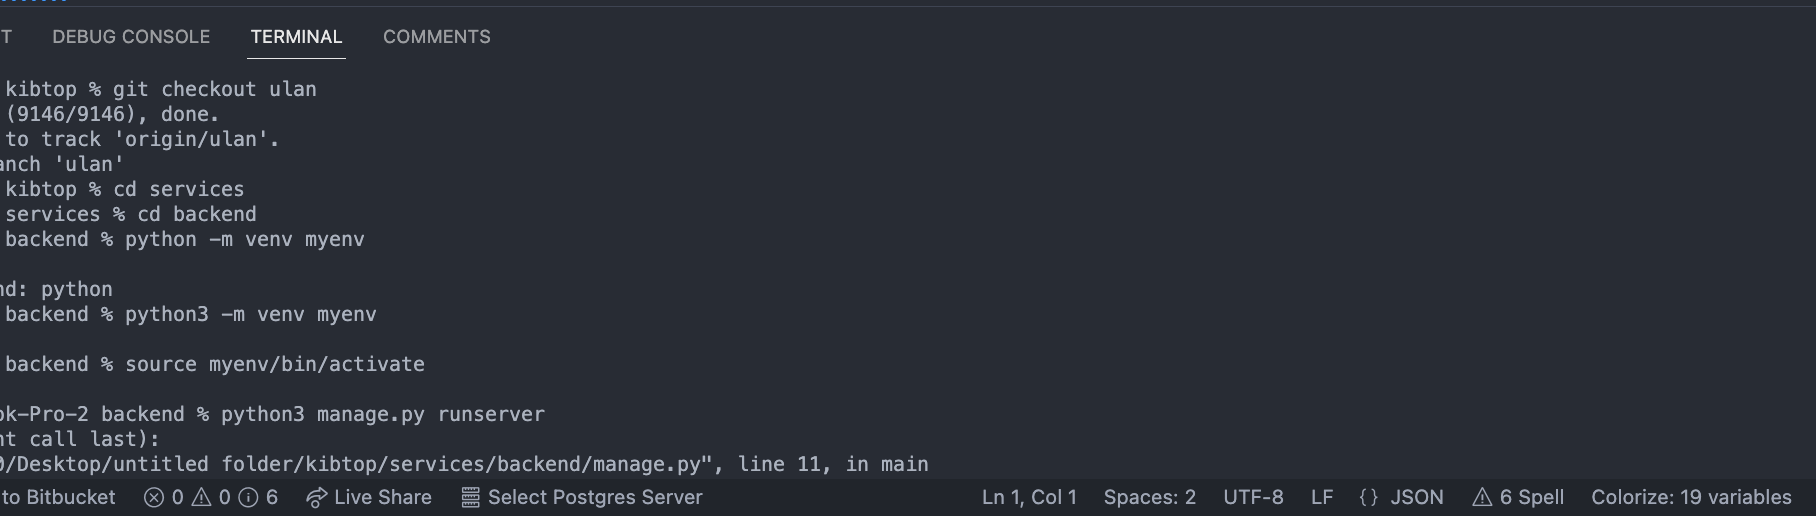 T DEBUG CONSOLE TERMINAL COMMENTS
kibtop % git checkout ulan
(9146/9146), done.
to track 'origin/ulan'.
anch 'ulan'
kibtop % cd services
services % cd backend
backend % python -m venv myenv
nd: python
backend % python3 -m venv myenv
backend % source myenv/bin/activate
ok-Pro-2 backend % python3 manage.py runserver
nt call last):
0/Desktop/untitled folder/kibtop/services/backend/manage.py", line 11, in main
to Bitbucket 0 0 6 Live Share Select Postgres Server Ln 1, Col 1 Spaces: 2 UTF-8 LF {} JSON 6 Spell Colorize: 19 variables